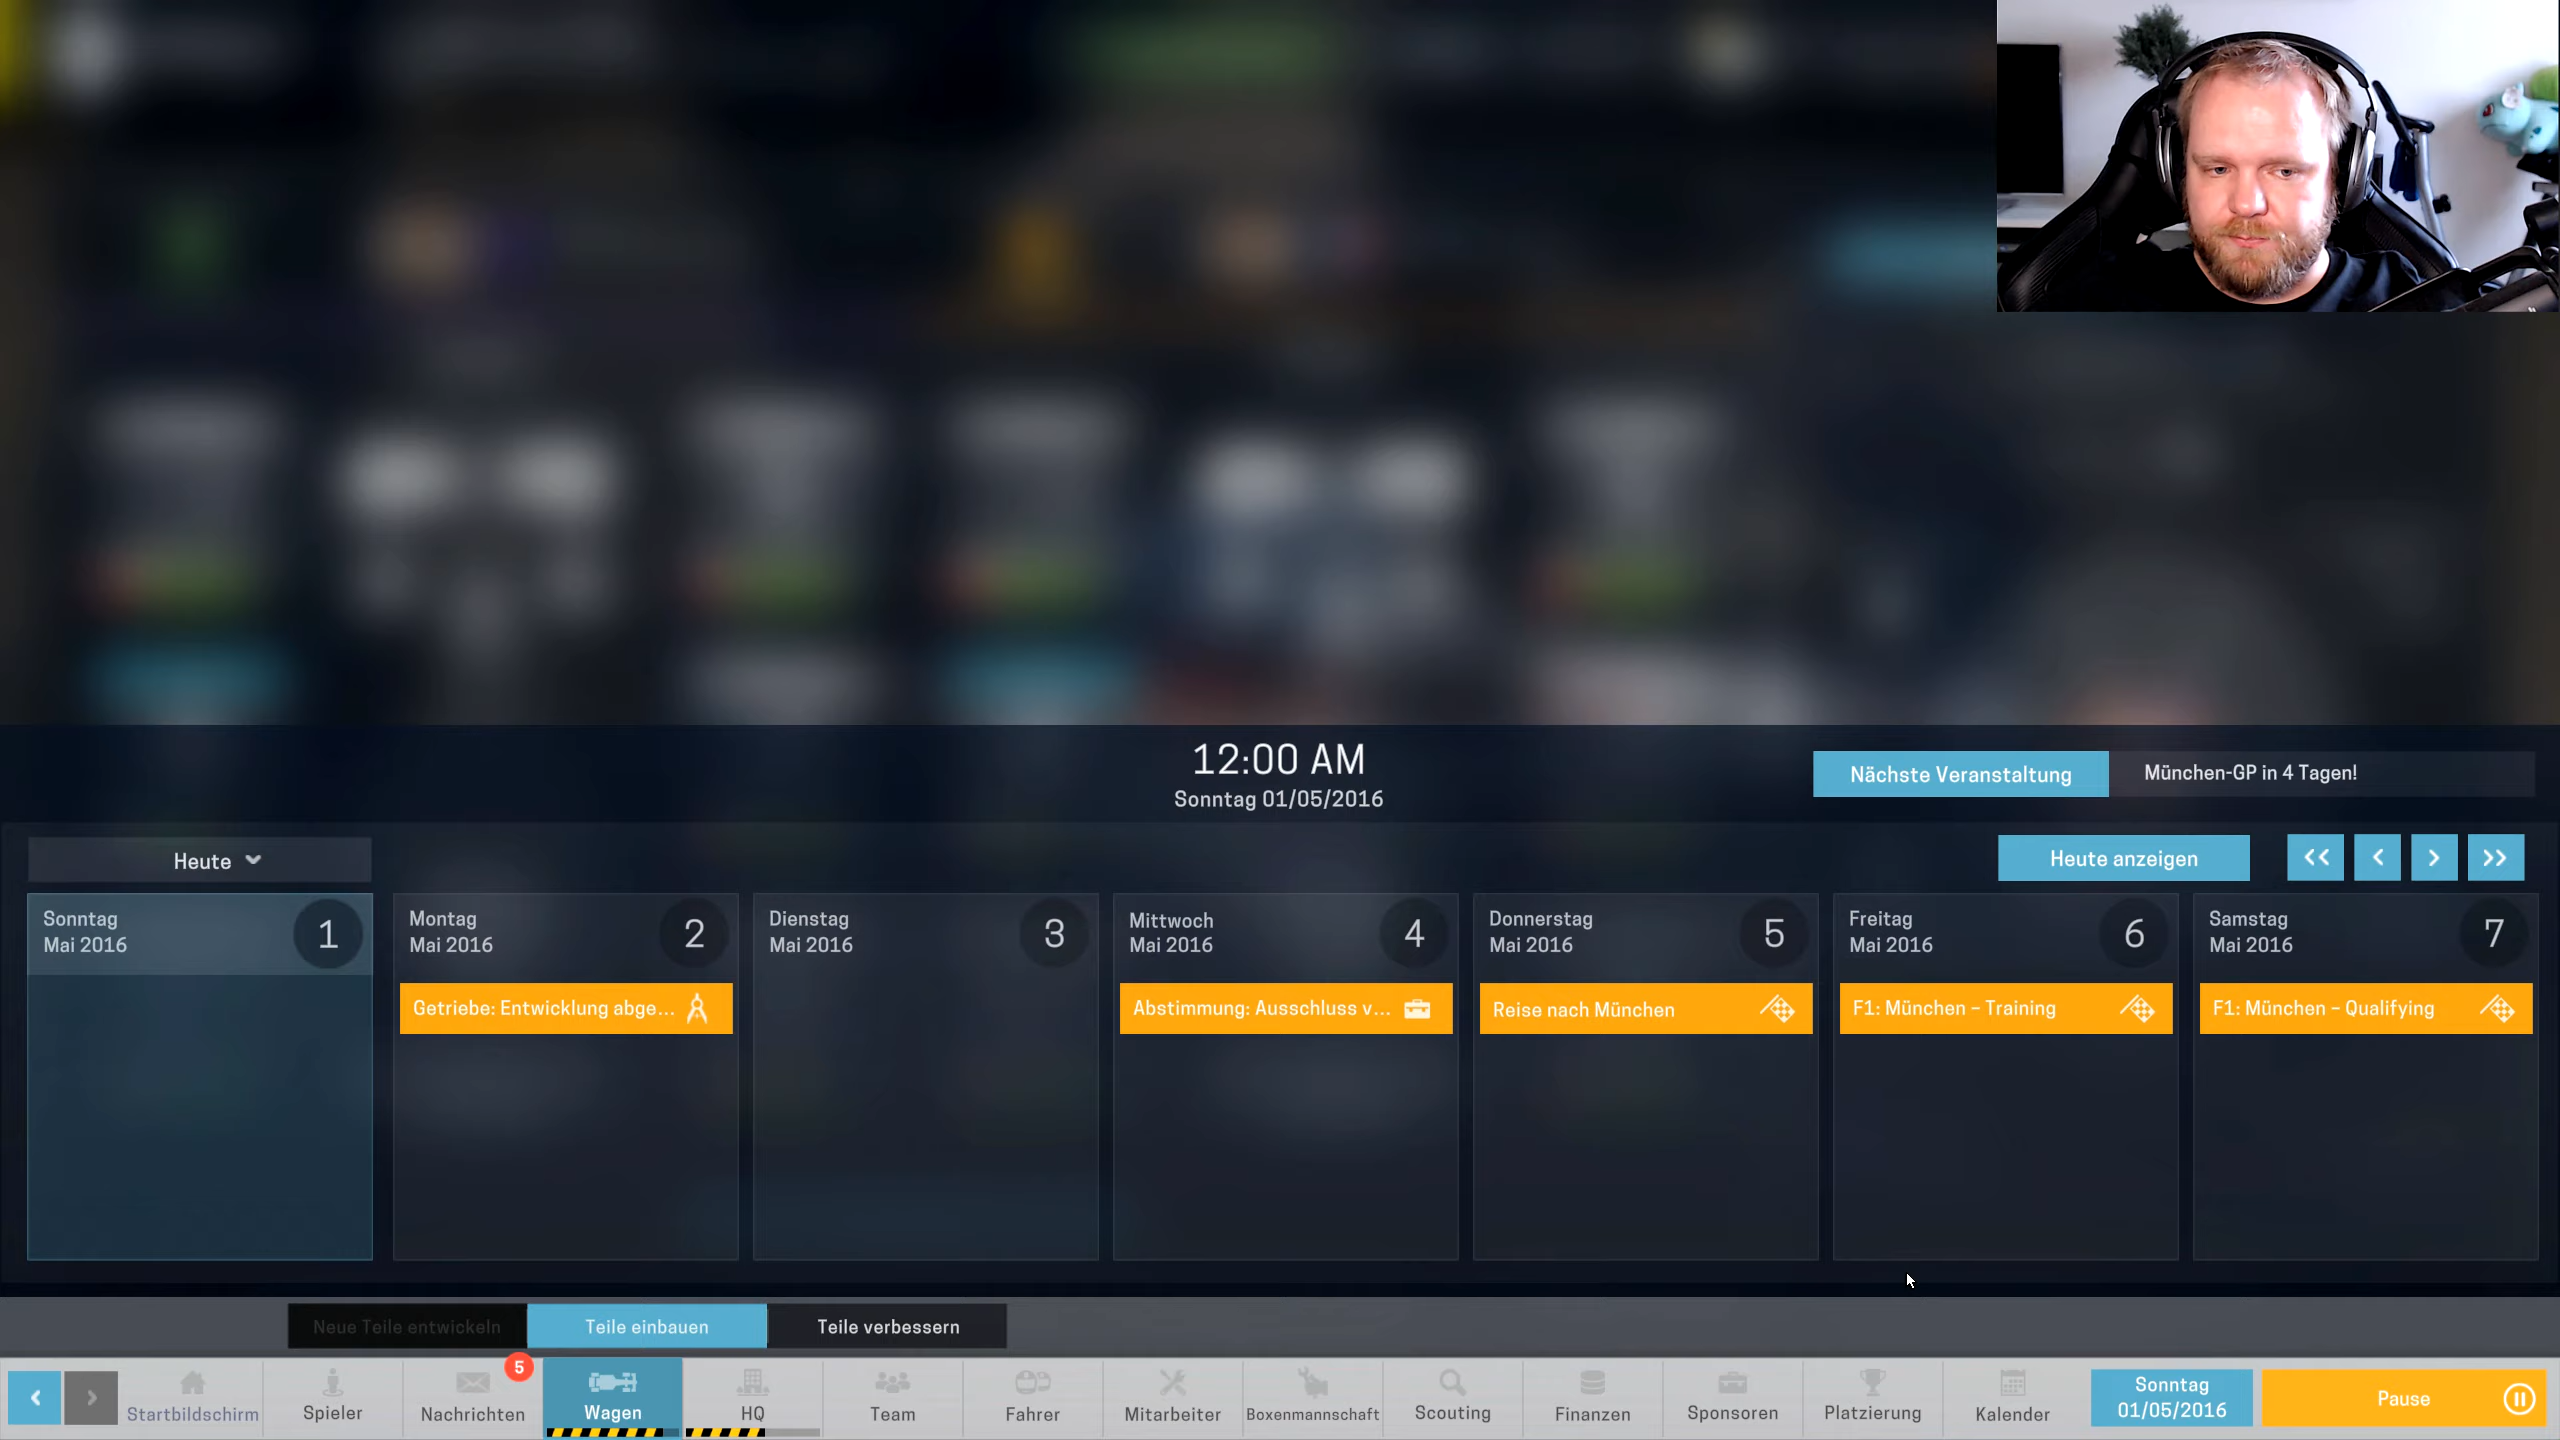 12:00 AM
Sonntag 01/05/2016
Nächste Veranstaltung
München-GP in 4 Tagen!
Heute
Heute anzeigen
Sonntag
Mai 2016
1
Montag
Mai 2016
2
Getriebe: Entwicklung abge...
Dienstag
Mai 2016
3
Mittwoch
Mai 2016
4
Abstimmung: Ausschluss v...
Donnerstag
Mai 2016
5
Reise nach München
Freitag
Mai 2016
6
F1: München – Training
Samstag
Mai 2016
7
F1: München – Qualifying
Neue Teile entwickeln
Teile einbauen
Teile verbessern
Startbildschirm
Spieler
5
Nachrichten
Wagen
HQ
Team
Fahrer
Mitarbeiter
Boxenmannschaft
Scouting
Finanzen
Sponsoren
Platzierung
Kalender
Sonntag
01/05/2016
Pause